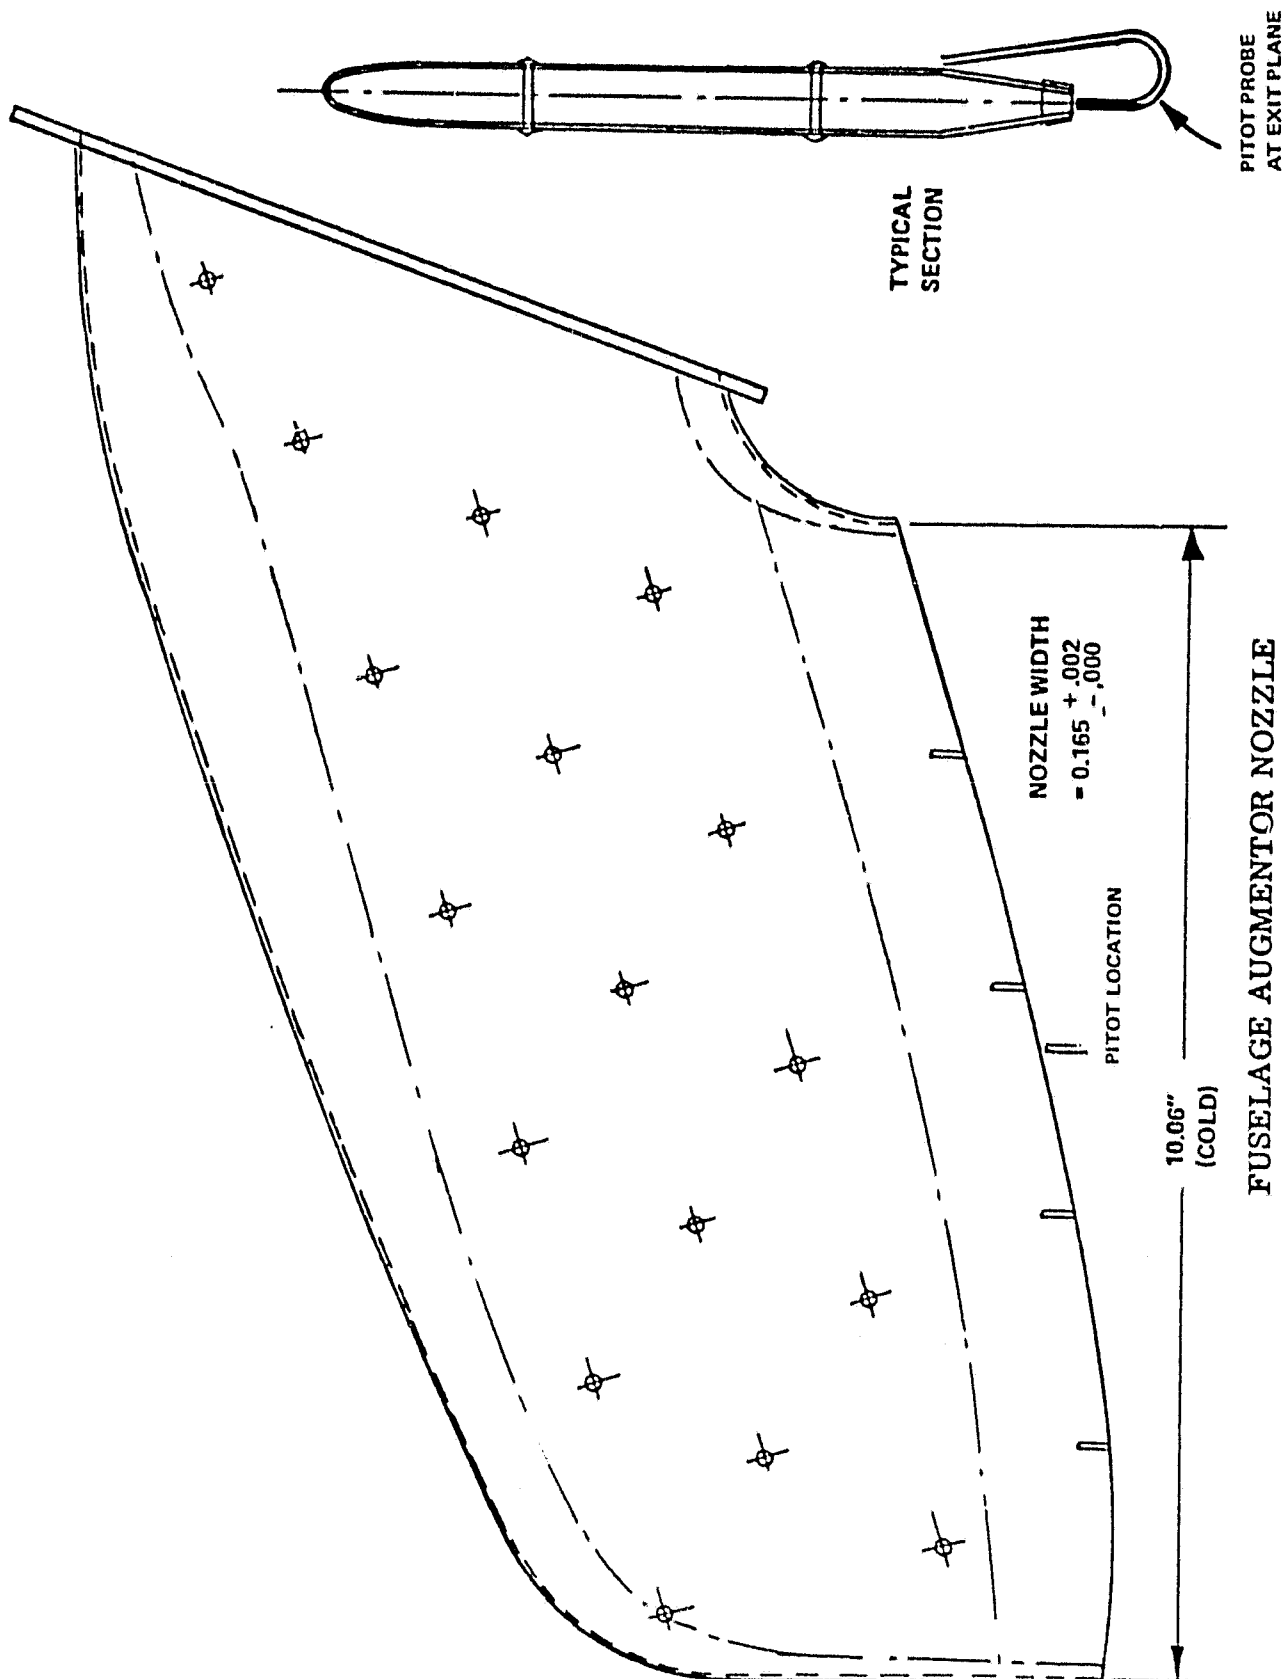 PITOT PROBE
AT EXIT PLANE
TYPICAL
SECTION
NOZZLE WIDTH
= 0.165 + .002
- .000
PITOT LOCATION
10.06"
(COLD)
FUSELAGE AUGMENTOR NOZZLE